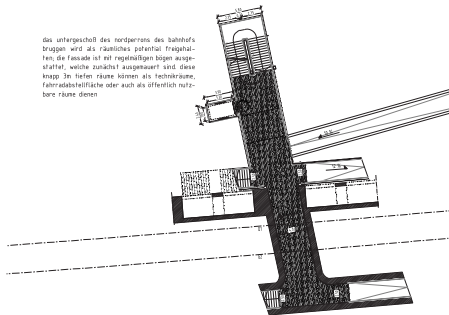 das untergeschoß des nordperrons des bahnhofs
bruggen wird als räumliches potential freigehal-
ten, die fassade ist mit regelmäßigen bögen ausge-
stattet, welche zunächst ausgemauert sind. diese
knapp 3m tiefen räume können als technikräume,
fahrradabstellfläche oder auch als öffentlich nutz-
bare räume dienen